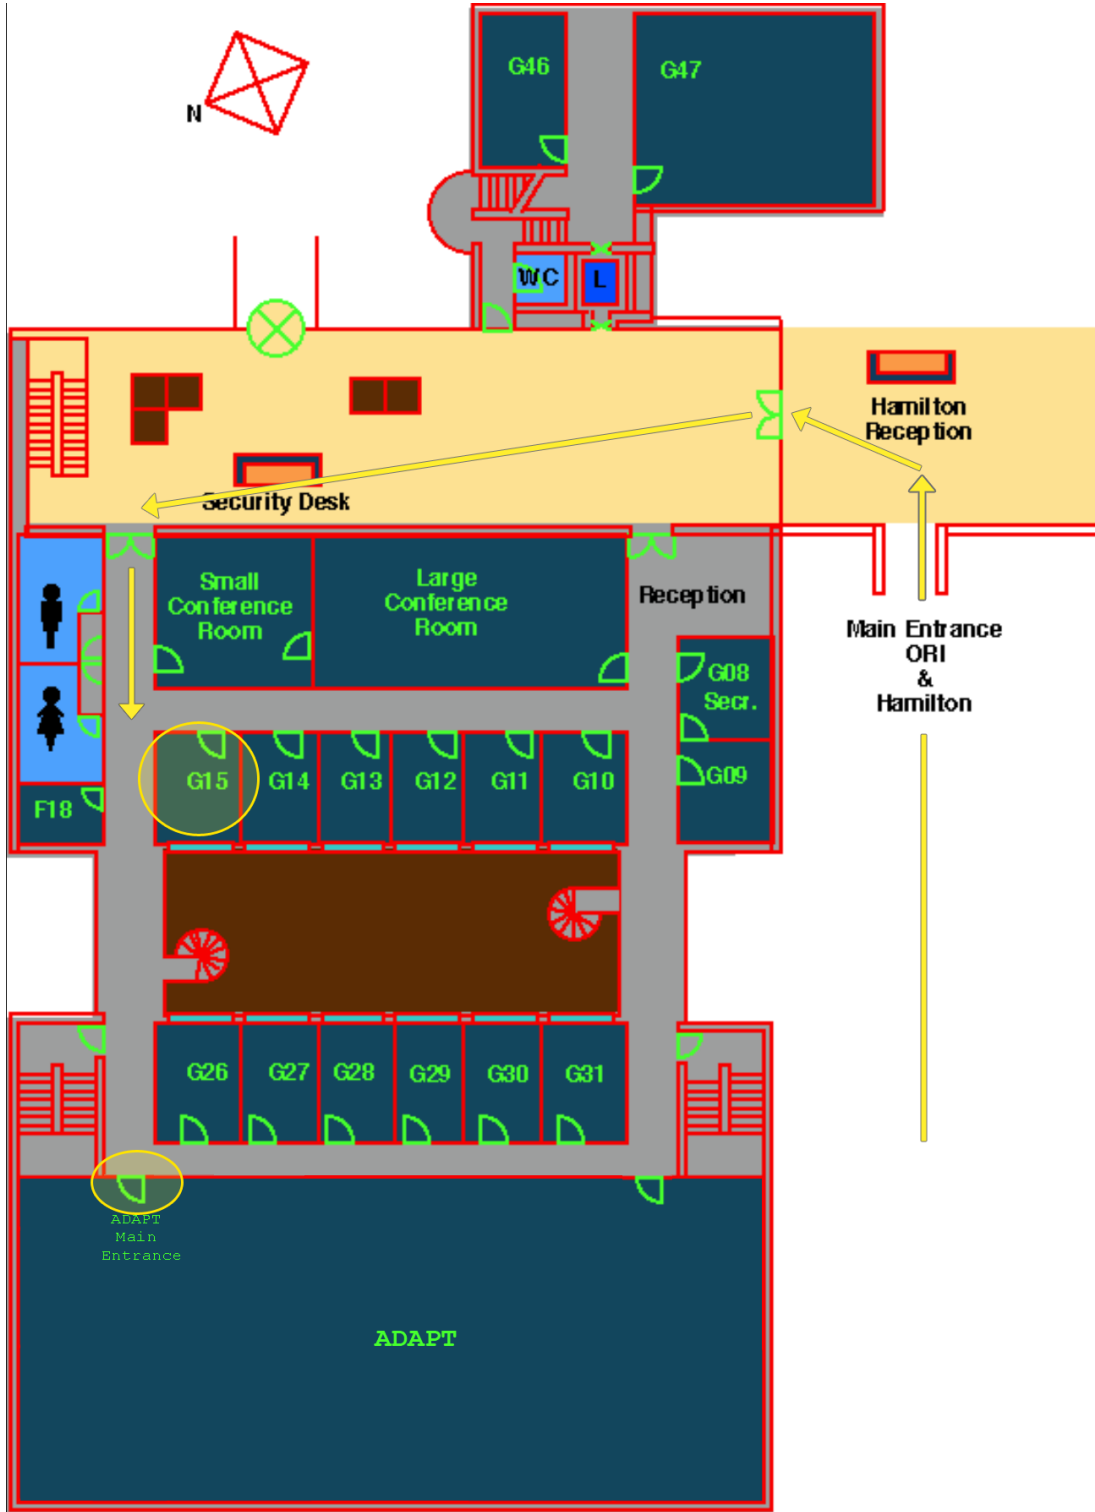 G46
G47
N
WC
L
Hamilton
Reception
Security Desk
Small
Conference
Room
Large
Conference
Room
Reception
Main Entrance
ORI
&
Hamilton
G08
Secr.
G09
G15
G14
G13
G12
G11
G10
F18
G26
G27
G28
G29
G30
G31
ADAPT
Main
Entrance
ADAPT